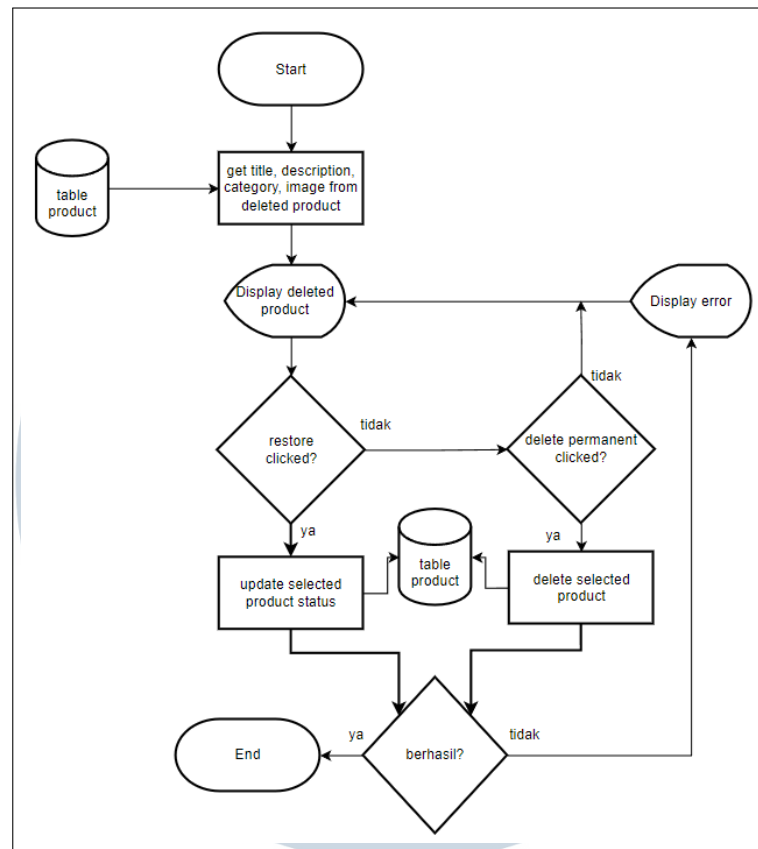 Start
table
product
get title, description,
category, image from
deleted product
Display deleted
product
Display error
tidak
restore
clicked?
tidak
delete permanent
clicked?
ya
ya
update selected
product status
table
product
delete selected
product
ya
tidak
End
berhasil?